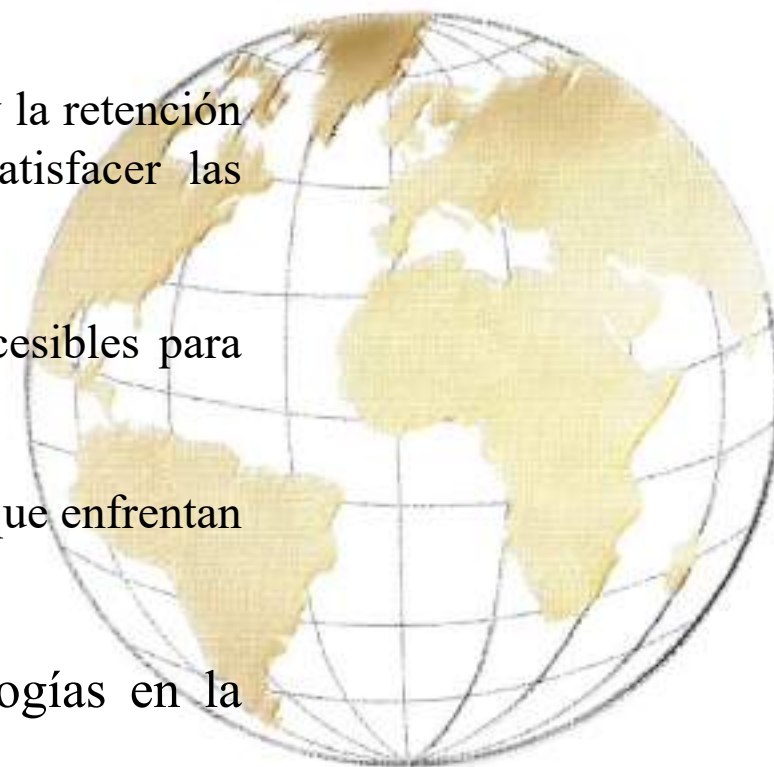 la retención
atisfacer las
cesibles para
que enfrentan
ogías en la